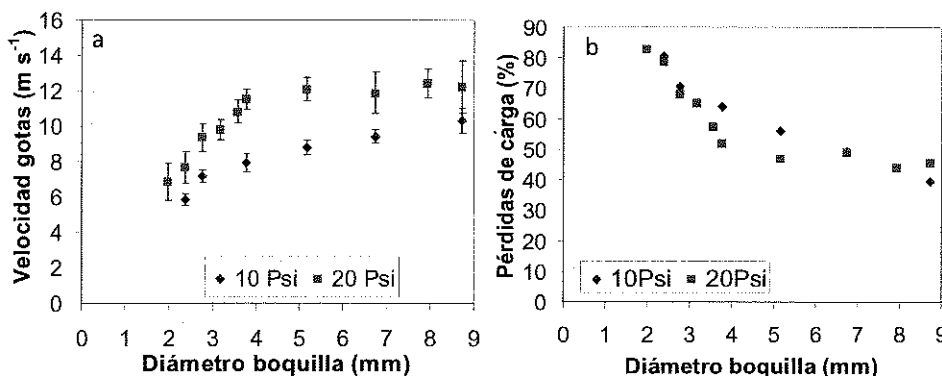 a
Velocidad gotas (m s⁻¹)
16
14
12
10
8
6
4
2
0
10 Psi
20 Psi
0 1 2 3 4 5 6 7 8 9
Diámetro boquilla (mm)
b
Pérdidas de cárga (%)
90
80
70
60
50
40
30
20
10
0
10Psi
20Psi
0 1 2 3 4 5 6 7 8 9
Diámetro boquilla (mm)